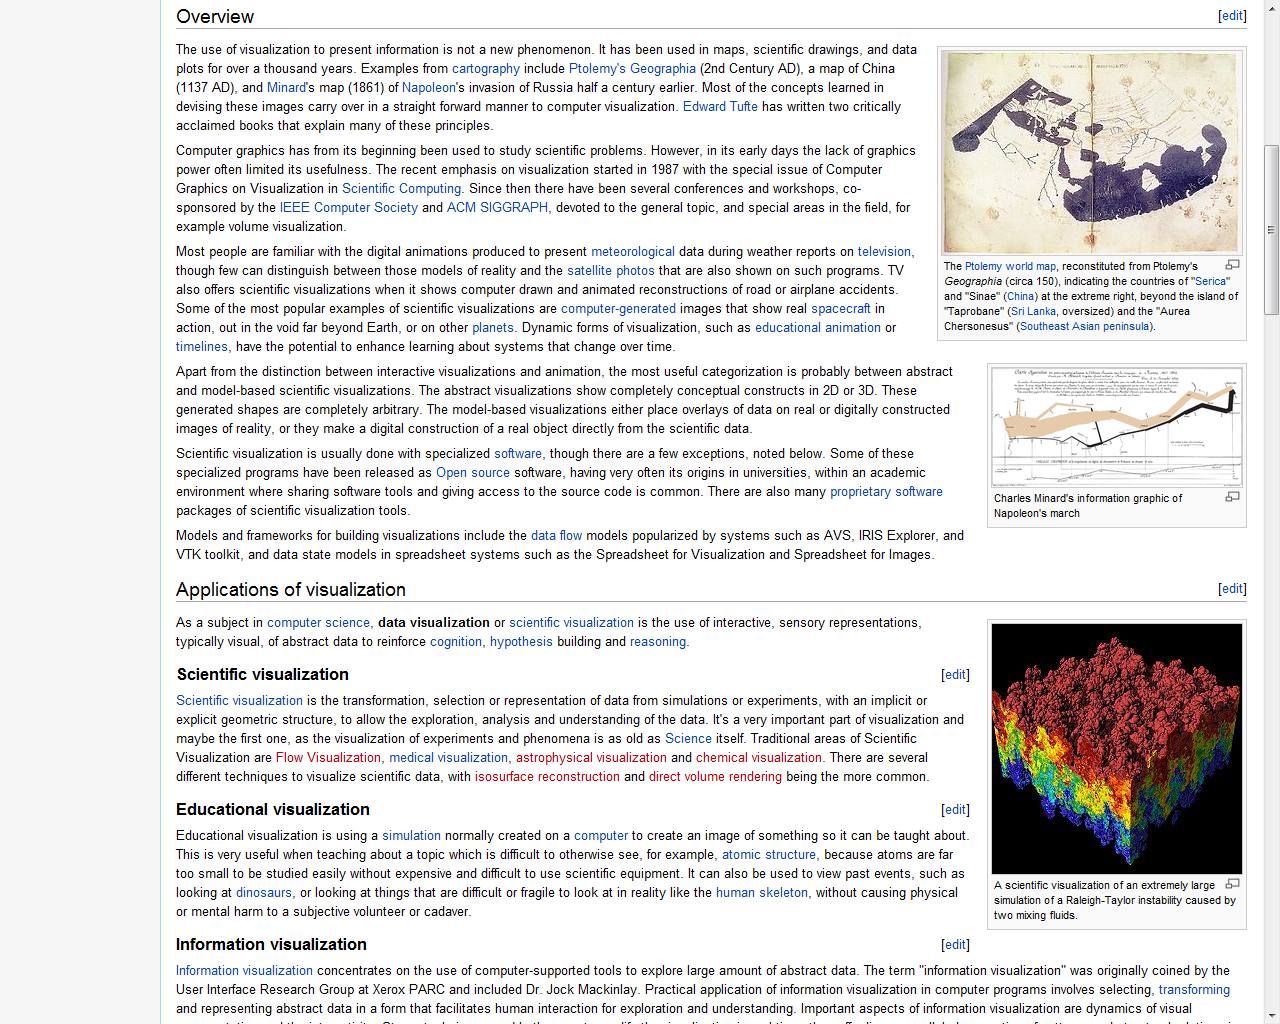 Overview
[edit]
The use of visualization to present information is not a new phenomenon. It has been used in maps, scientific drawings, and data
plots for over a thousand years. Examples from cartography include Ptolemy's Geographia (2nd Century AD), a map of China
(1137 AD), and Minard's map (1861) of Napoleon's invasion of Russia half a century earlier. Most of the concepts learned in
devising these images carry over in a straight forward manner to computer visualization. Edward Tufte has written two critically
acclaimed books that explain many of these principles.
Computer graphics has from its beginning been used to study scientific problems. However, in its early days the lack of graphics
power often limited its usefulness. The recent emphasis on visualization started in 1987 with the special issue of Computer
Graphics on Visualization in Scientific Computing. Since then there have been several conferences and workshops, co-
sponsored by the IEEE Computer Society and ACM SIGGRAPH, devoted to the general topic, and special areas in the field, for
example volume visualization.
Most people are familiar with the digital animations produced to present meteorological data during weather reports on television,
though few can distinguish between those models of reality and the satellite photos that are also shown on such programs. TV
also offers scientific visualizations when it shows computer drawn and animated reconstructions of road or airplane accidents.
Some of the most popular examples of scientific visualizations are computer-generated images that show real spacecraft in
action, out in the void far beyond Earth, or on other planets. Dynamic forms of visualization, such as educational animation or
timelines, have the potential to enhance learning about systems that change over time.
The Ptolemy world map, reconstituted from Ptolemy's
Geographia (circa 150), indicating the countries of "Serica"
and "Sinae" (China) at the extreme right, beyond the island of
"Taprobane" (Sri Lanka, oversized) and the "Aurea
Chersonesus" (Southeast Asian peninsula).
Apart from the distinction between interactive visualizations and animation, the most useful categorization is probably between abstract
and model-based scientific visualizations. The abstract visualizations show completely conceptual constructs in 2D or 3D. These
generated shapes are completely arbitrary. The model-based visualizations either place overlays of data on real or digitally constructed
images of reality, or they make a digital construction of a real object directly from the scientific data.
Scientific visualization is usually done with specialized software, though there are a few exceptions, noted below. Some of these
specialized programs have been released as Open source software, having very often its origins in universities, within an academic
environment where sharing software tools and giving access to the source code is common. There are also many proprietary software
packages of scientific visualization tools.
Models and frameworks for building visualizations include the data flow models popularized by systems such as AVS, IRIS Explorer, and
VTK toolkit, and data state models in spreadsheet systems such as the Spreadsheet for Visualization and Spreadsheet for Images.
Charles Minard's information graphic of
Napoleon's march
Applications of visualization
[edit]
As a subject in computer science, data visualization or scientific visualization is the use of interactive, sensory representations,
typically visual, of abstract data to reinforce cognition, hypothesis building and reasoning.
Scientific visualization
[edit]
Scientific visualization is the transformation, selection or representation of data from simulations or experiments, with an implicit or
explicit geometric structure, to allow the exploration, analysis and understanding of the data. It's a very important part of visualization and
maybe the first one, as the visualization of experiments and phenomena is as old as Science itself. Traditional areas of Scientific
Visualization are Flow Visualization, medical visualization, astrophysical visualization and chemical visualization. There are several
different techniques to visualize scientific data, with isosurface reconstruction and direct volume rendering being the more common.
Educational visualization
[edit]
Educational visualization is using a simulation normally created on a computer to create an image of something so it can be taught about.
This is very useful when teaching about a topic which is difficult to otherwise see, for example, atomic structure, because atoms are far
too small to be studied easily without expensive and difficult to use scientific equipment. It can also be used to view past events, such as
looking at dinosaurs, or looking at things that are difficult or fragile to look at in reality like the human skeleton, without causing physical
or mental harm to a subjective volunteer or cadaver.
A scientific visualization of an extremely large
simulation of a Raleigh-Taylor instability caused by
two mixing fluids.
Information visualization
[edit]
Information visualization concentrates on the use of computer-supported tools to explore large amount of abstract data. The term "information visualization" was originally coined by the
User Interface Research Group at Xerox PARC and included Dr. Jock Mackinlay. Practical application of information visualization in computer programs involves selecting, transforming
and representing abstract data in a form that facilitates human interaction for exploration and understanding. Important aspects of information visualization are dynamics of visual